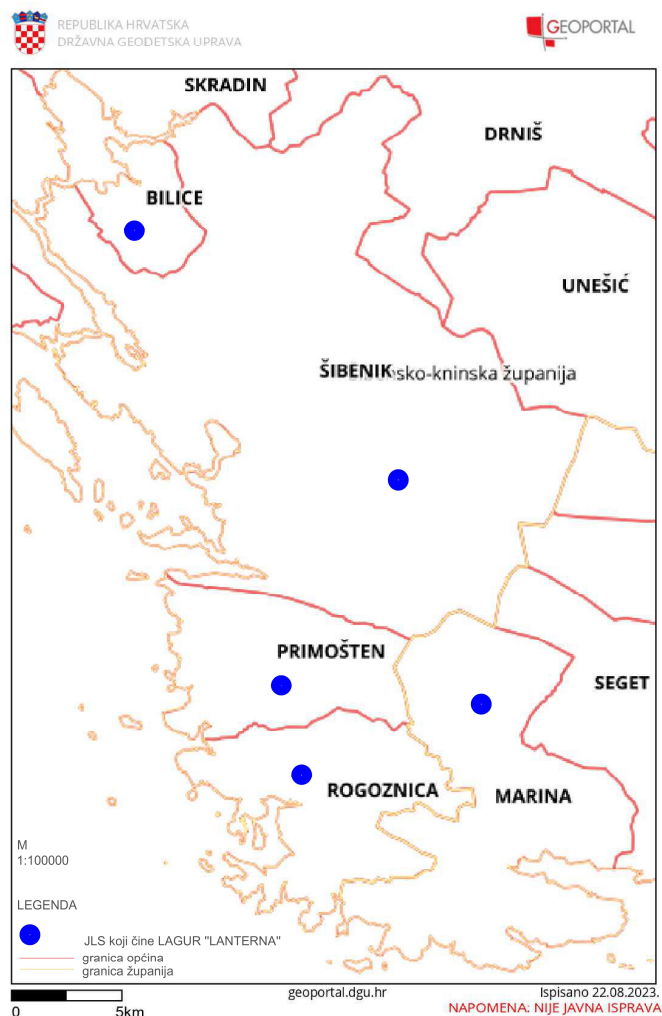 REPUBLIKA HRVATSKA
DRŽAVNA GEODETSKA UPRAVA
GEOPORTAL
SKRADIN
DRNIŠ
BILICE
UNEŠIĆ
ŠIBENIK
sko-kninska županija
PRIMOŠTEN
SEGET
ROGOZNICA
MARINA
M
1:100000
LEGENDA
JLS koji čine LAGUR "LANTERNA"
granica općina
granica županija
0 5km
geoportal.dgu.hr
Ispisano 22.08.2023.
NAPOMENA: NIJE JAVNA ISPRAVA